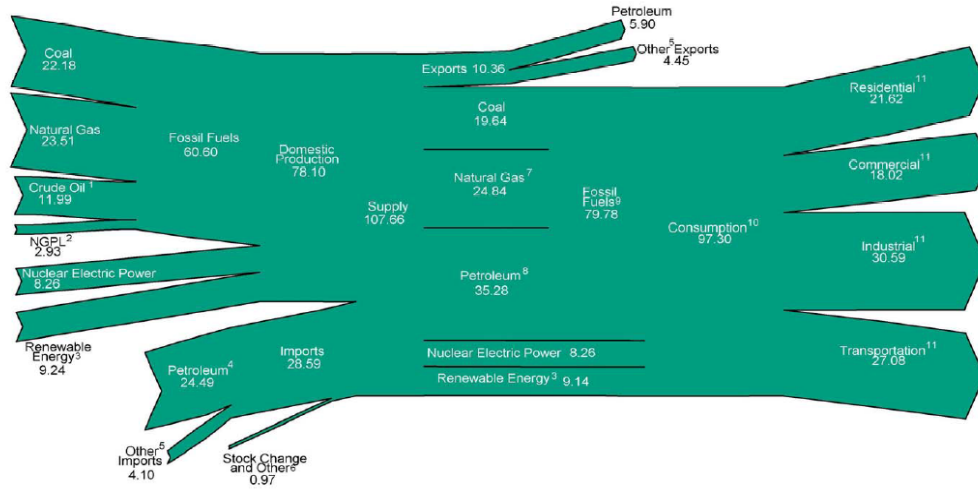 Petroleum
5.90
Other⁵ Exports
4.45
Exports 10.36
Coal
22.18
Natural Gas
23.51
Crude Oil¹
11.99
NGPL²
2.93
Nuclear Electric Power
8.26
Renewable
Energy³
9.24
Fossil Fuels
60.60
Domestic
Production
78.10
Petroleum⁴
24.49
Imports
28.59
Other⁵
Imports
4.10
Stock Change
and Other⁶
0.97
Supply
107.66
Coal
19.64
Natural Gas⁷
24.84
Petroleum⁸
35.28
Fossil
Fuels⁹
79.78
Nuclear Electric Power 8.26
Renewable Energy³ 9.14
Consumption¹⁰
97.30
Residential¹¹
21.62
Commercial¹¹
18.02
Industrial¹¹
30.59
Transportation¹¹
27.08